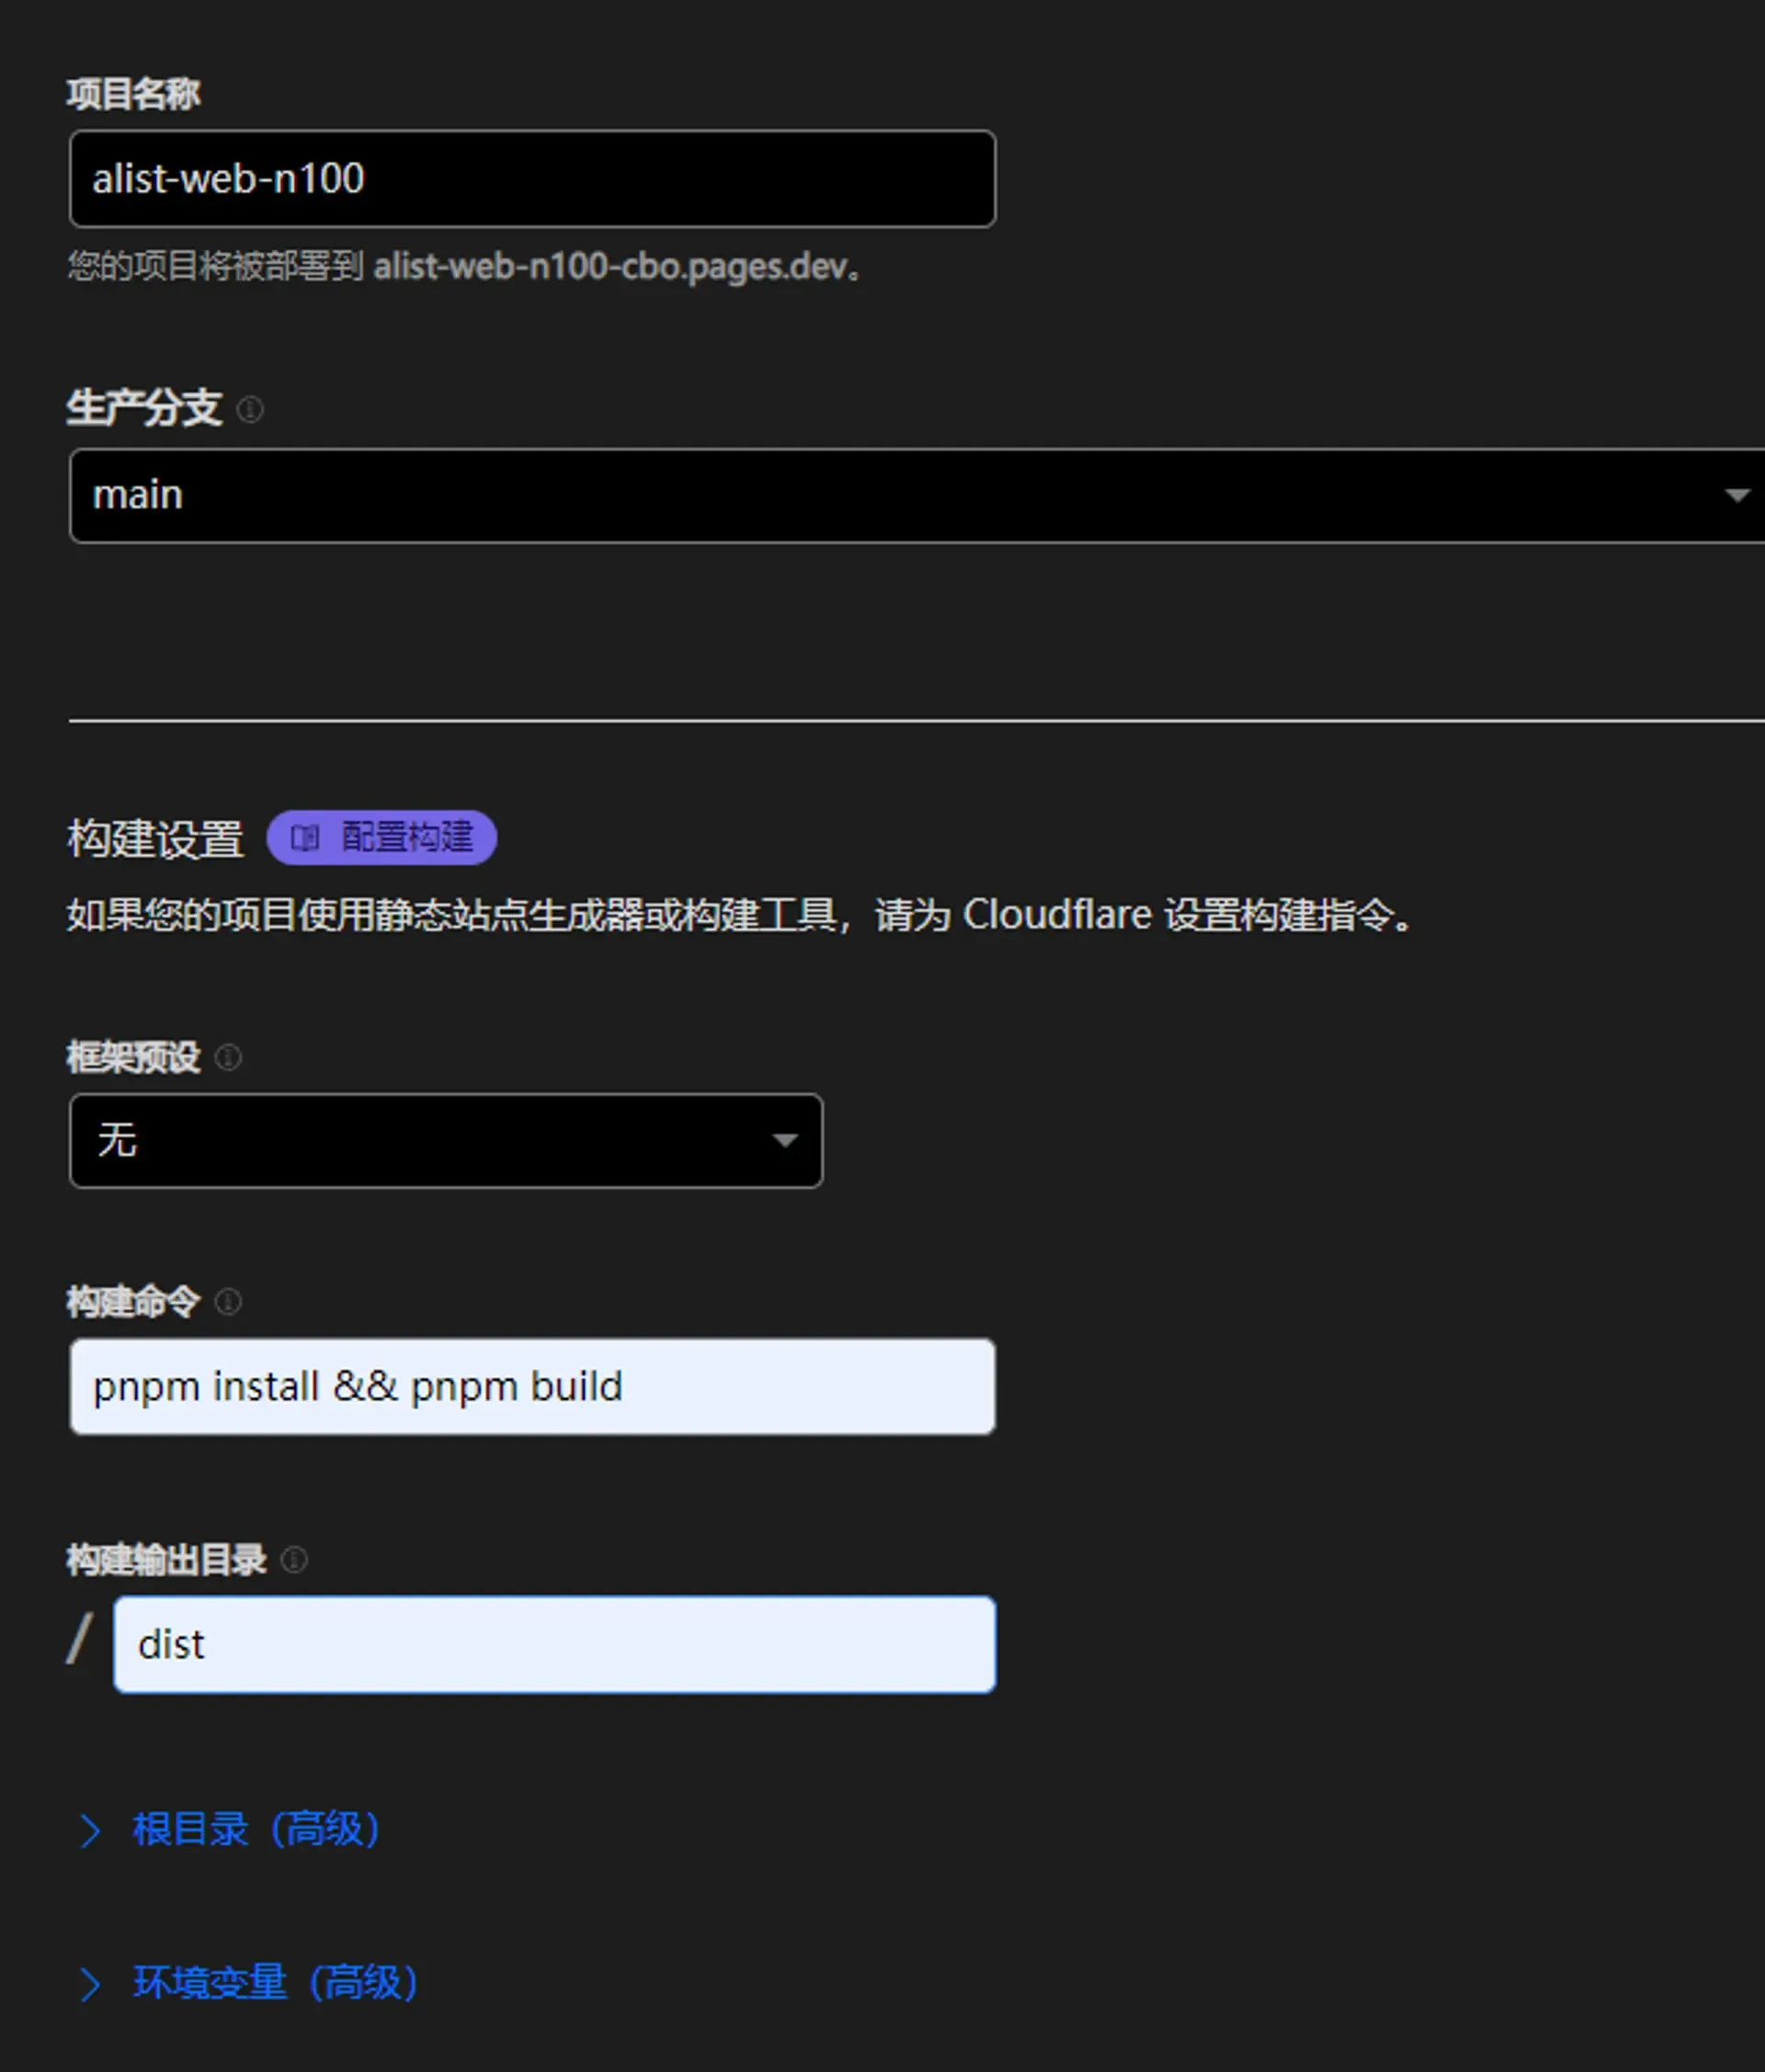 项目名称
alist-web-n100
您的项目将被部署到 alist-web-n100-cbo.pages.dev。
生产分支
main
构建设置 配置构建
如果您的项目使用静态站点生成器或构建工具，请为 Cloudflare 设置构建指令。
框架预设
无
构建命令
pnpm install && pnpm build
构建输出目录
/ dist
根目录（高级）
环境变量（高级）